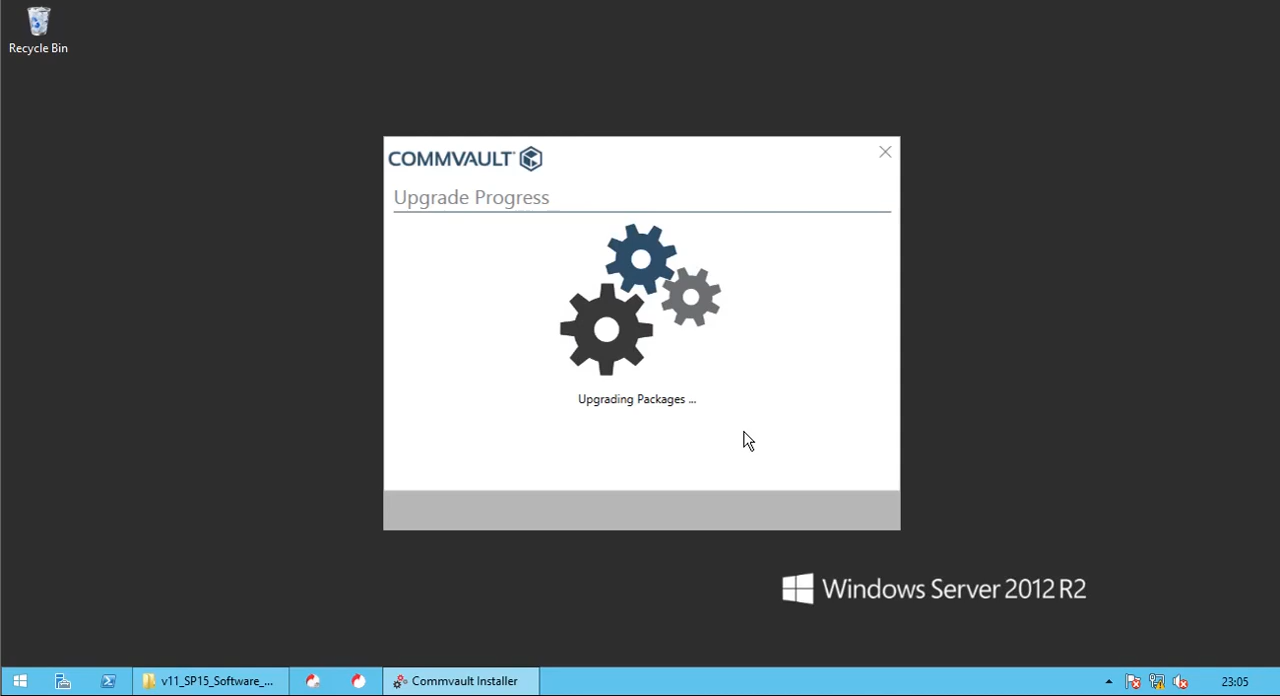 Recycle Bin
COMMVAULT
Upgrade Progress
Upgrading Packages ...
Windows Server 2012 R2
v11_SP15_Software_...
Commvault Installer
23:05